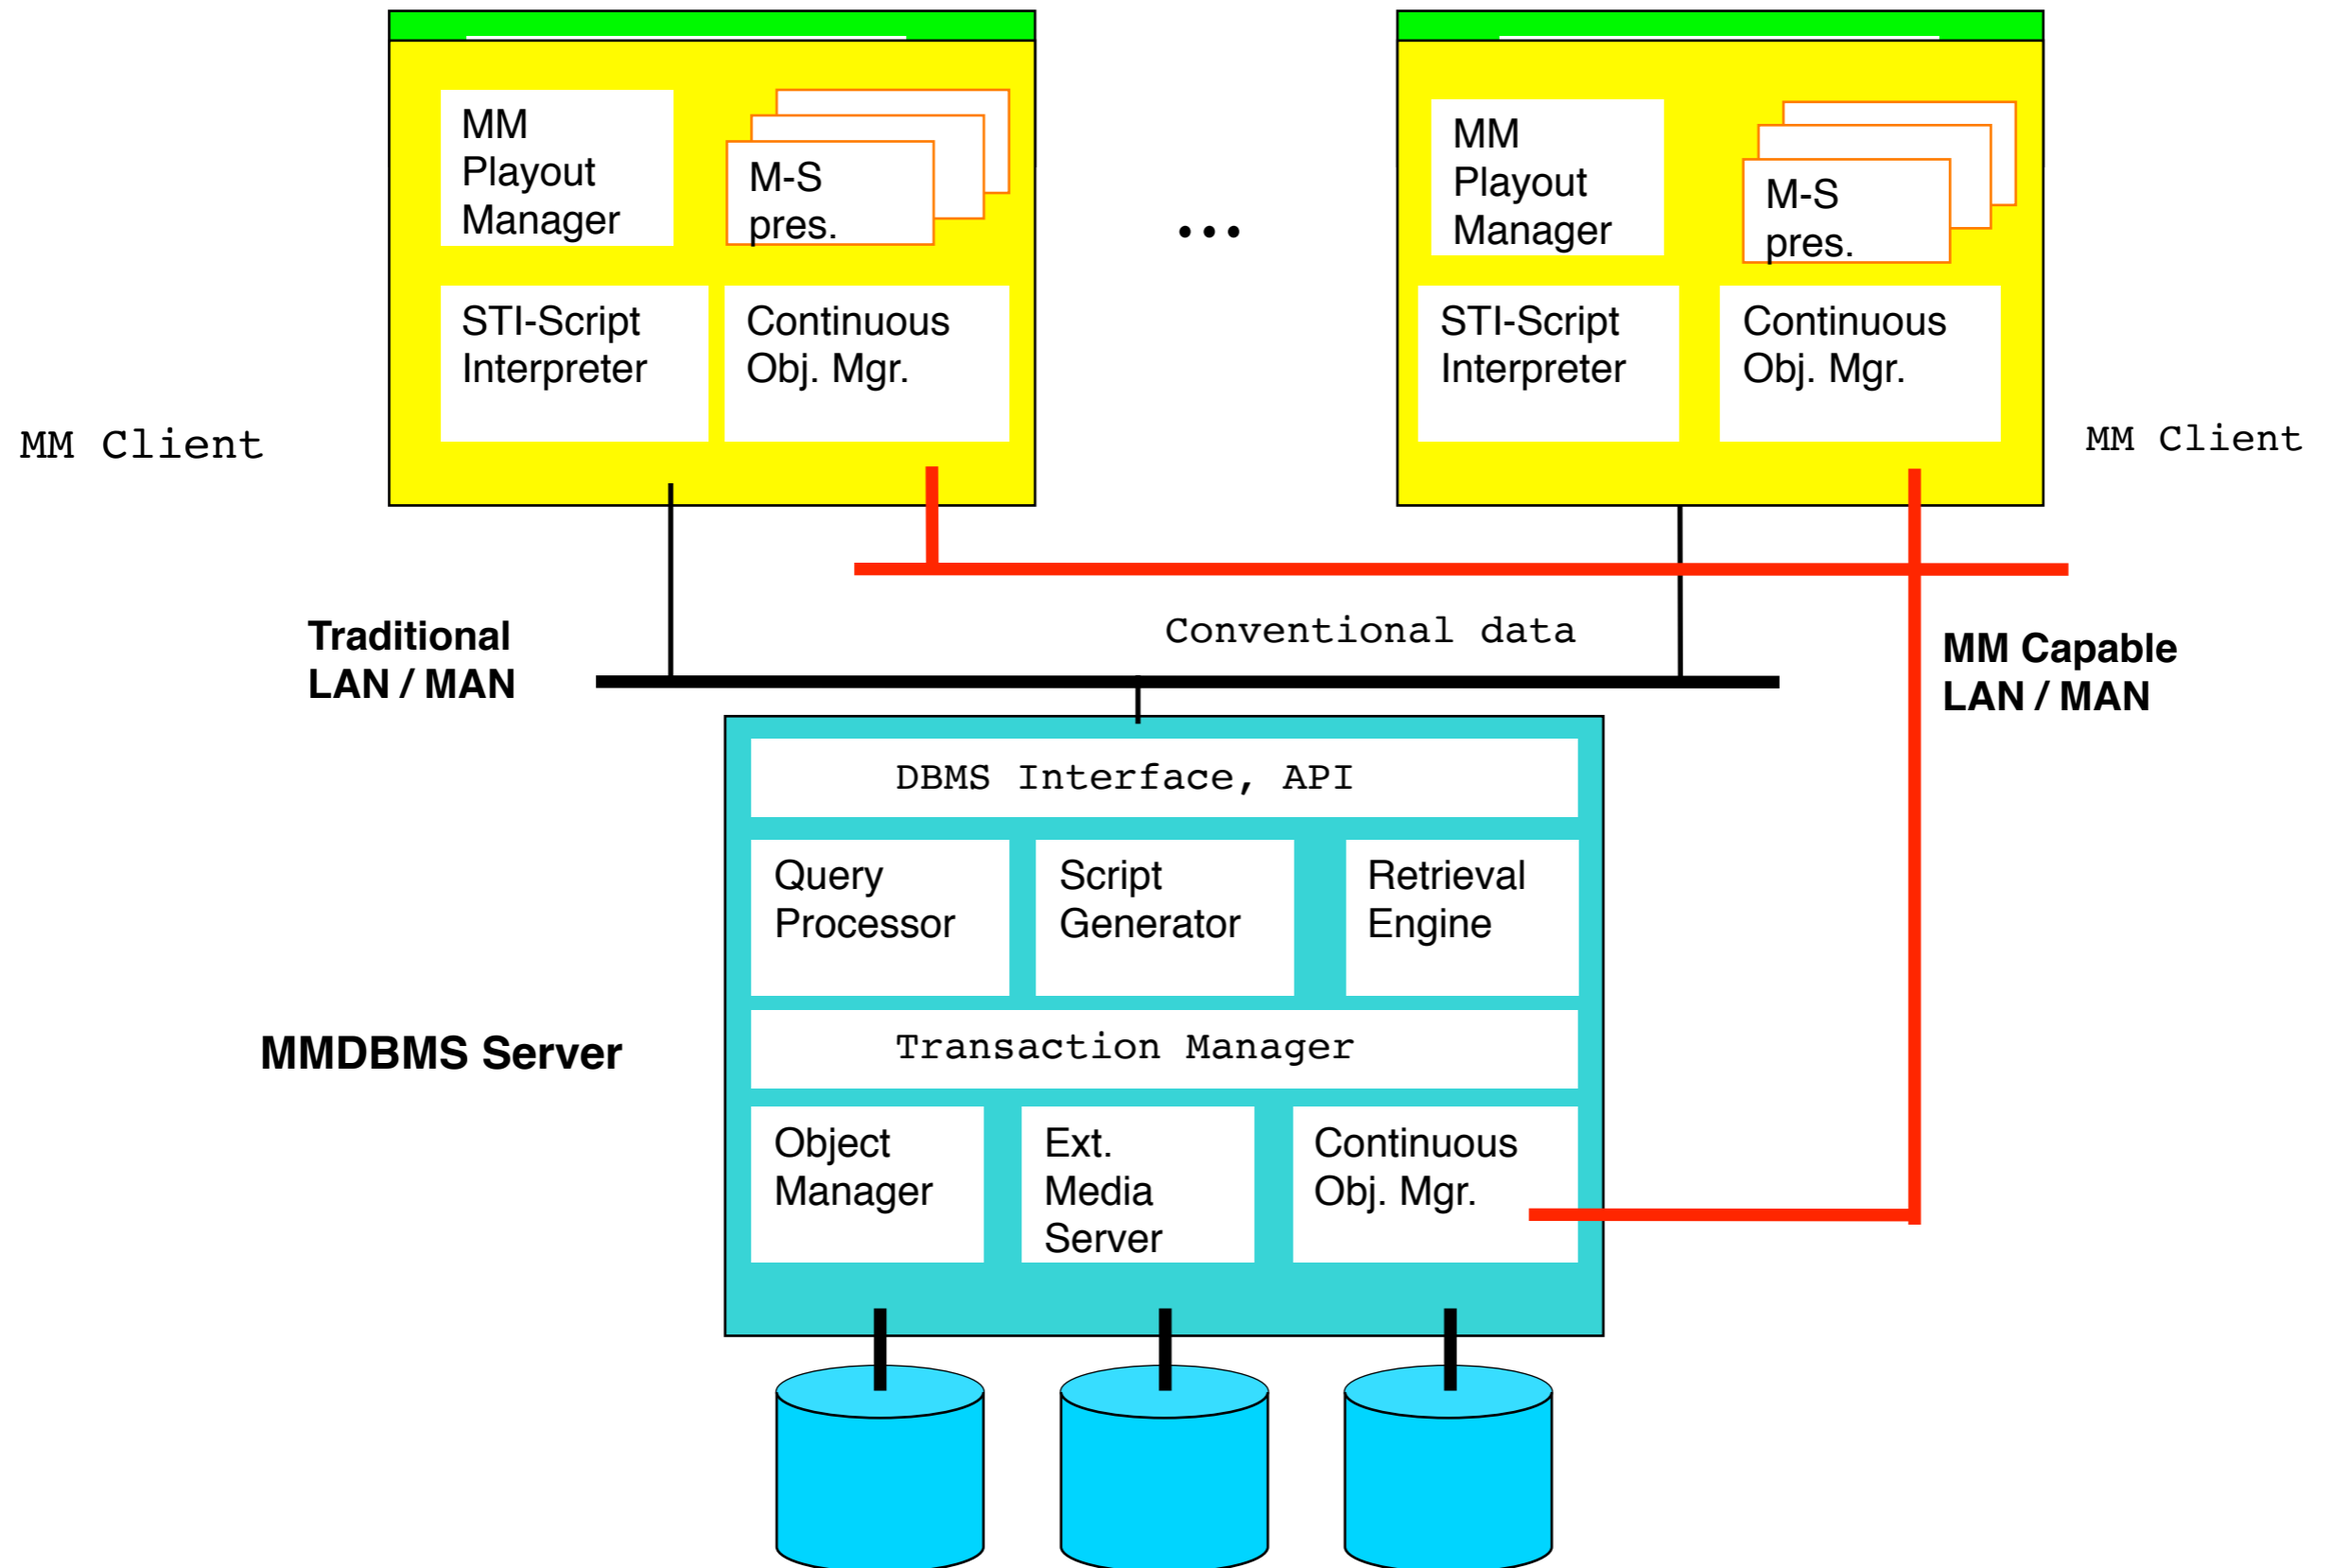 MM
Playout
Manager
M-S
pres.
STI-Script
Interpreter
Continuous
Obj. Mgr.
MM Client
...
MM
Playout
Manager
M-S
pres.
STI-Script
Interpreter
Continuous
Obj. Mgr.
MM Client
Traditional
LAN / MAN
Conventional data
MM Capable
LAN / MAN
DBMS Interface, API
Query
Processor
Script
Generator
Retrieval
Engine
MMDBMS Server
Transaction Manager
Object
Manager
Ext.
Media
Server
Continuous
Obj. Mgr.